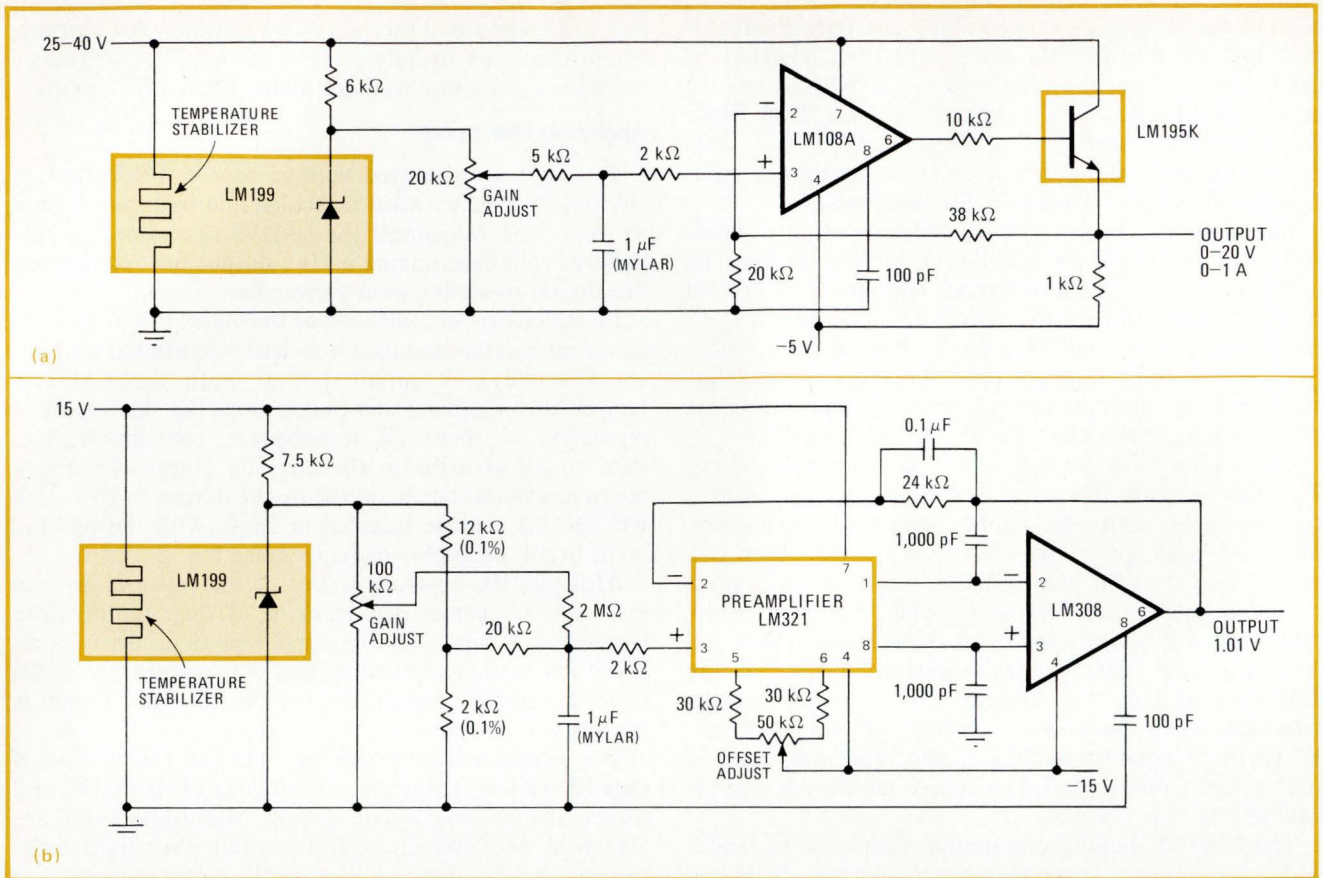 25–40 V
6 kΩ
TEMPERATURE
STABILIZER
LM199
20 kΩ
GAIN
ADJUST
5 kΩ
2 kΩ
1 μF
(MYLAR)
−
2
7
LM108A
6
+
3
8
4
10 kΩ
LM195K
20 kΩ
38 kΩ
100 pF
1 kΩ
OUTPUT
0–20 V
0–1 A
−5 V
(a)
15 V
7.5 kΩ
LM199
TEMPERATURE
STABILIZER
100
kΩ
GAIN
ADJUST
12 kΩ
(0.1%)
2 MΩ
20 kΩ
2 kΩ
2 kΩ
(0.1%)
1 μF
(MYLAR)
−
2
7
1
PREAMPLIFIER
LM321
+
3
8
5
6
4
30 kΩ
30 kΩ
50 kΩ
OFFSET
ADJUST
0.1 μF
24 kΩ
1,000 pF
1,000 pF
−
2
LM308
6
+
3
8
4
OUTPUT
1.01 V
100 pF
−15 V
(b)